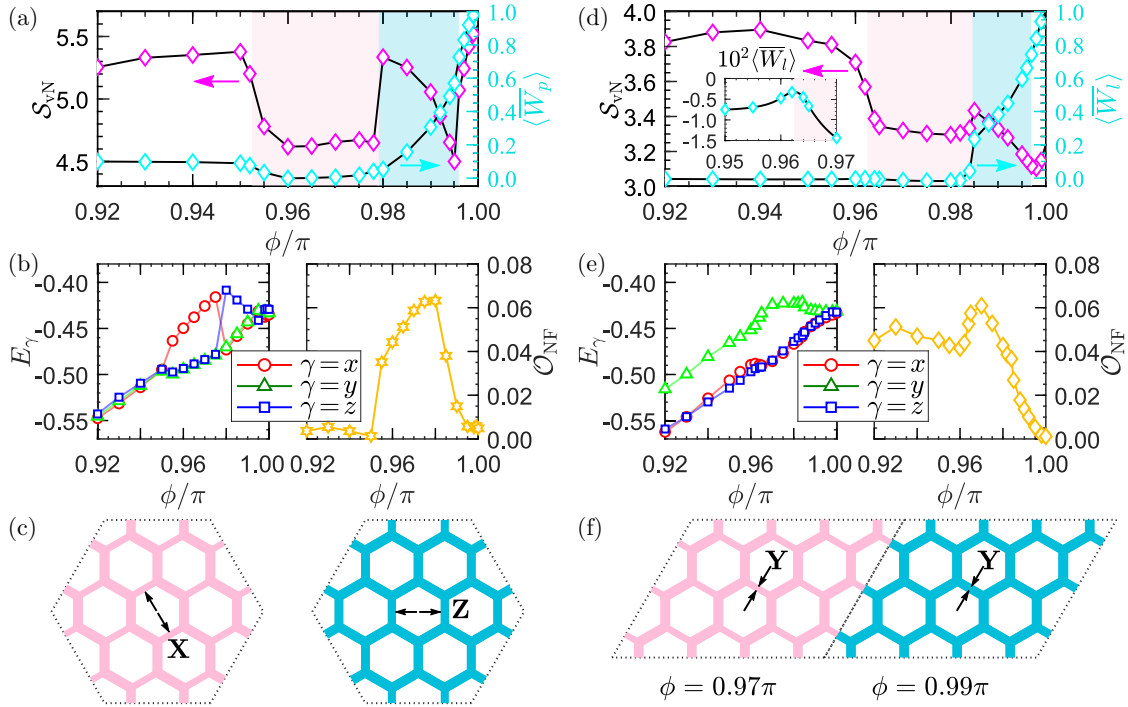 (a)
5.5
5.0
4.5
S_vN
1.0
0.8
0.6
0.4
0.2
0.0
⟨W̅_p⟩
0.92
0.94
0.96
0.98
1.00
ϕ/π
(d)
4.0
3.8
3.6
3.4
3.2
3.0
S_vN
10²⟨W̅_l⟩
0
-0.5
-1.0
-1.5
0.95
0.96
0.97
1.0
0.8
0.6
0.4
0.2
0.0
⟨W̅_l⟩
0.92
0.94
0.96
0.98
1.00
ϕ/π
(b)
-0.40
-0.45
-0.50
-0.55
E_γ
γ=x
γ=y
γ=z
0.08
0.06
0.04
0.02
0.00
O_NF
0.92
0.96
1.00
0.92
0.96
1.00
ϕ/π
ϕ/π
(e)
-0.40
-0.45
-0.50
-0.55
E_γ
γ=x
γ=y
γ=z
0.08
0.06
0.04
0.02
0.00
O_NF
0.92
0.96
1.00
0.92
0.96
1.00
ϕ/π
ϕ/π
(c)
X
Z
(f)
Y
Y
ϕ = 0.97π
ϕ = 0.99π